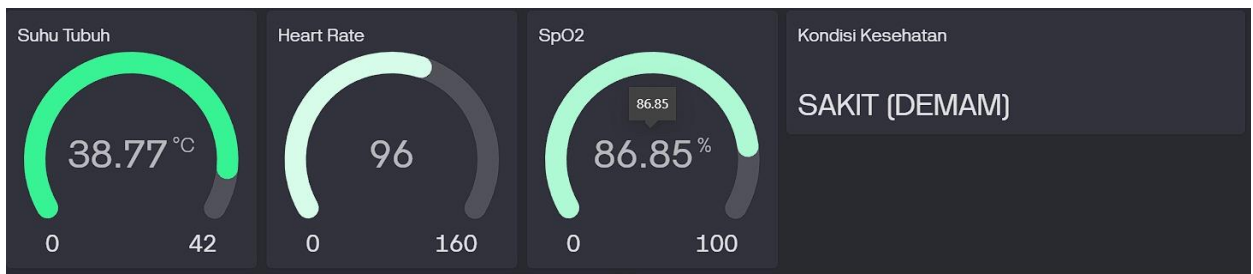 Suhu Tubuh
38.77 °C
0 42
Heart Rate
96
0 160
SpO2
86.85
86.85 %
0 100
Kondisi Kesehatan
SAKIT (DEMAM)